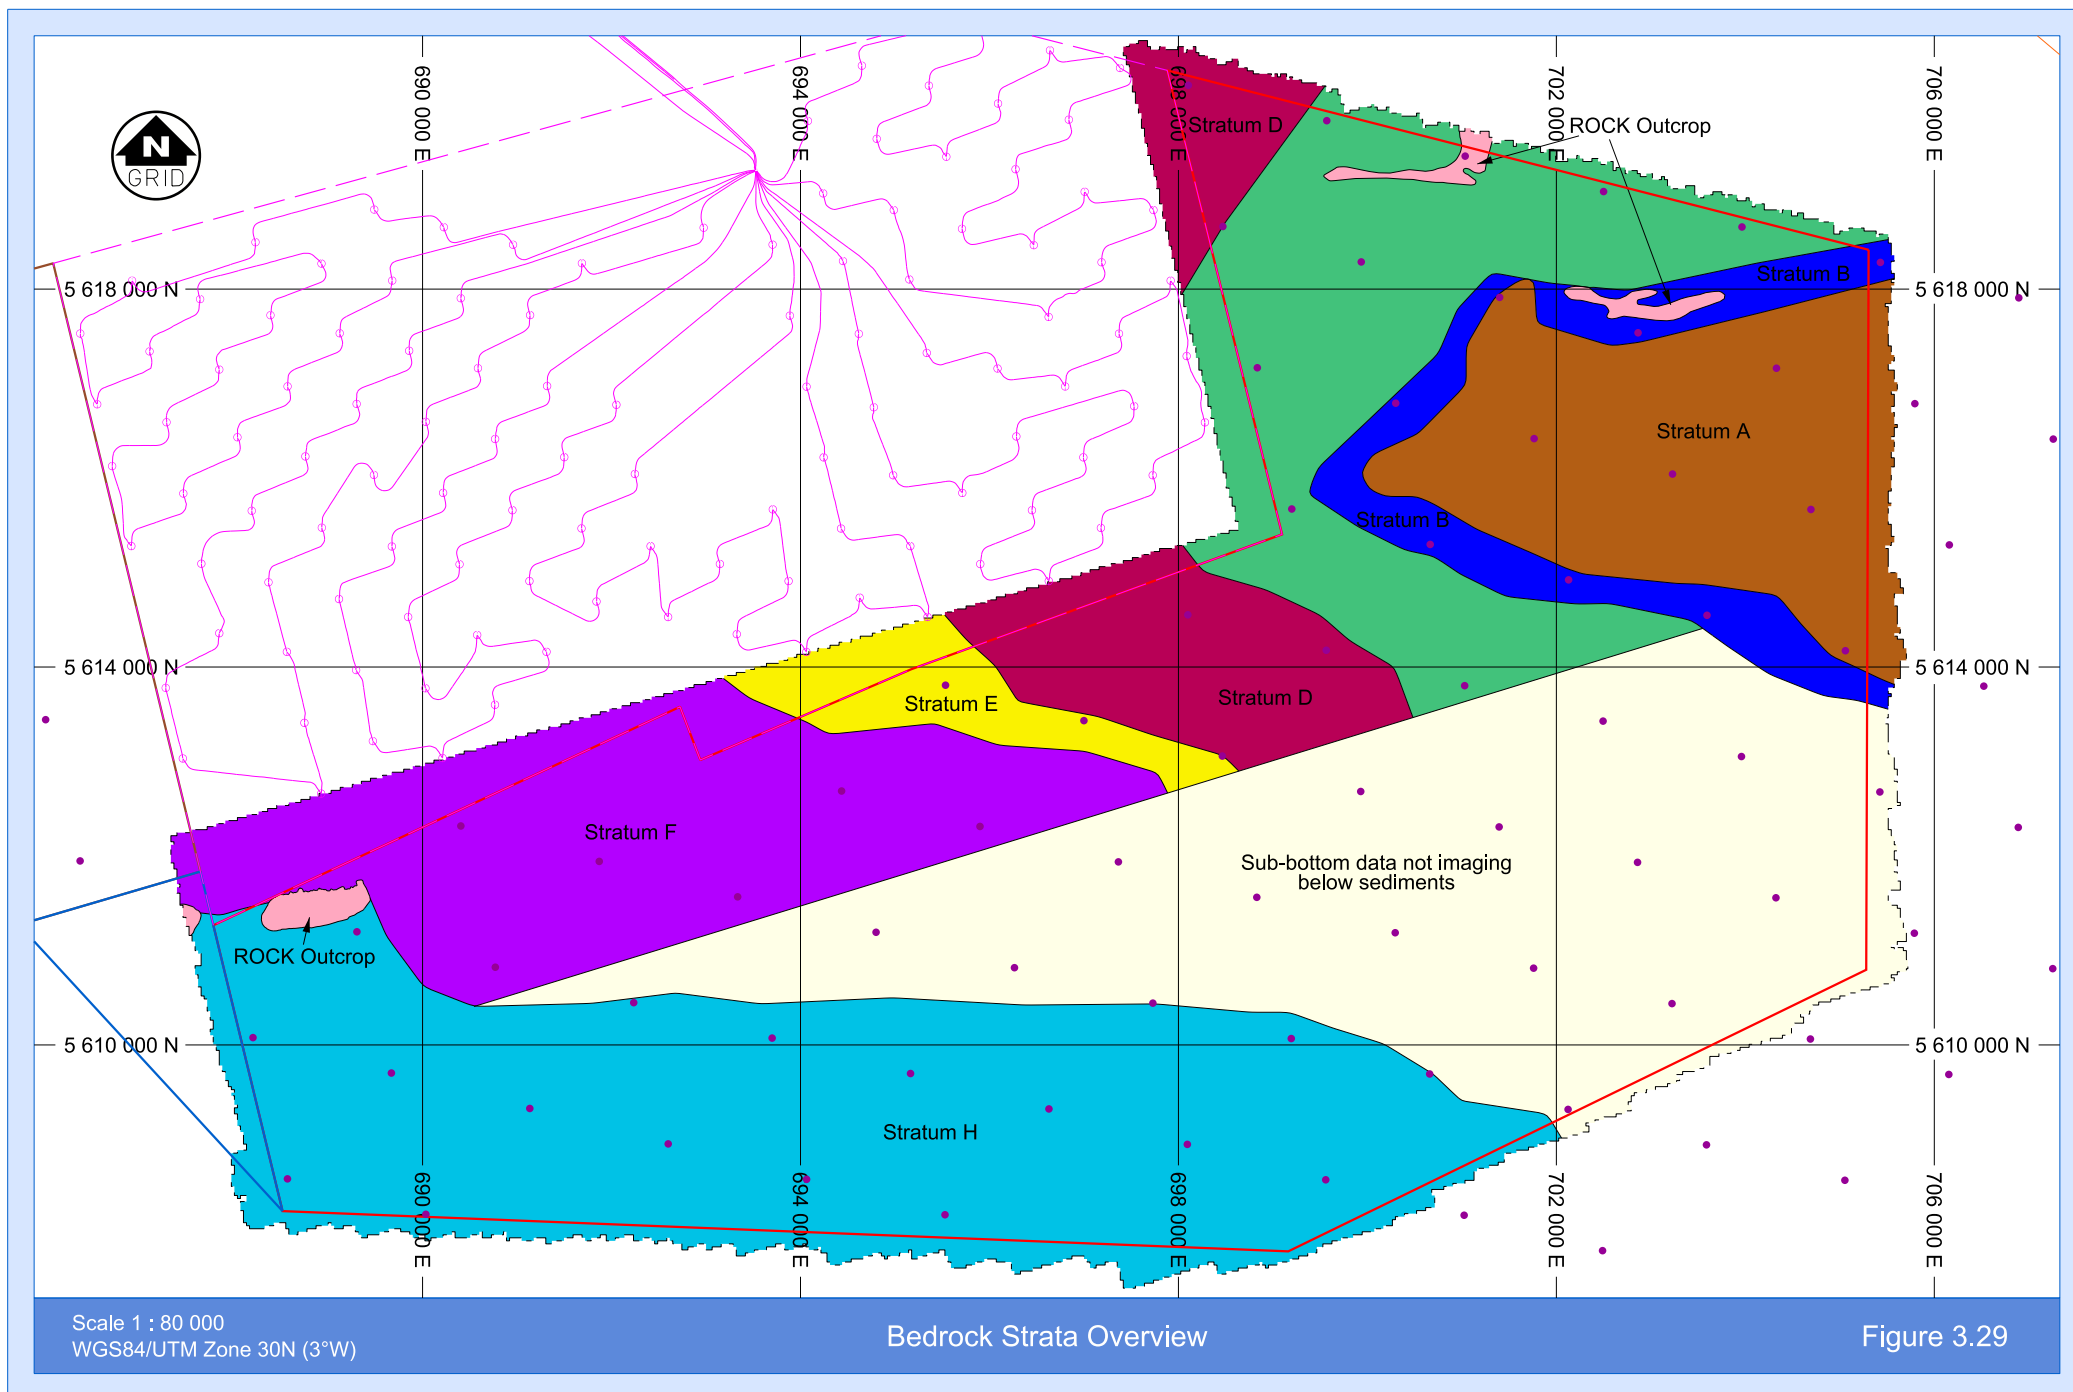 690 000 E
694 000 E
698 000 E
702 000 E
706 000 E
N
GRID
Stratum D
ROCK Outcrop
Stratum B
5 618 000 N
5 618 000 N
Stratum A
Stratum B
5 614 000 N
5 614 000 N
Stratum E
Stratum D
Stratum F
Sub-bottom data not imaging
below sediments
ROCK Outcrop
5 610 000 N
5 610 000 N
Stratum H
690 000 E
694 000 E
698 000 E
702 000 E
706 000 E
Scale 1 : 80 000
WGS84/UTM Zone 30N (3°W)
Bedrock Strata Overview
Figure 3.29